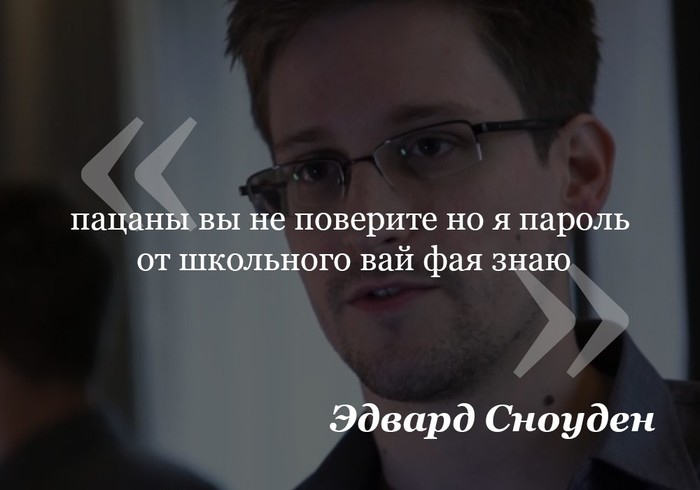 пацаны вы не поверите но я пароль
от школьного вай фая знаю
Эдвард Сноуден